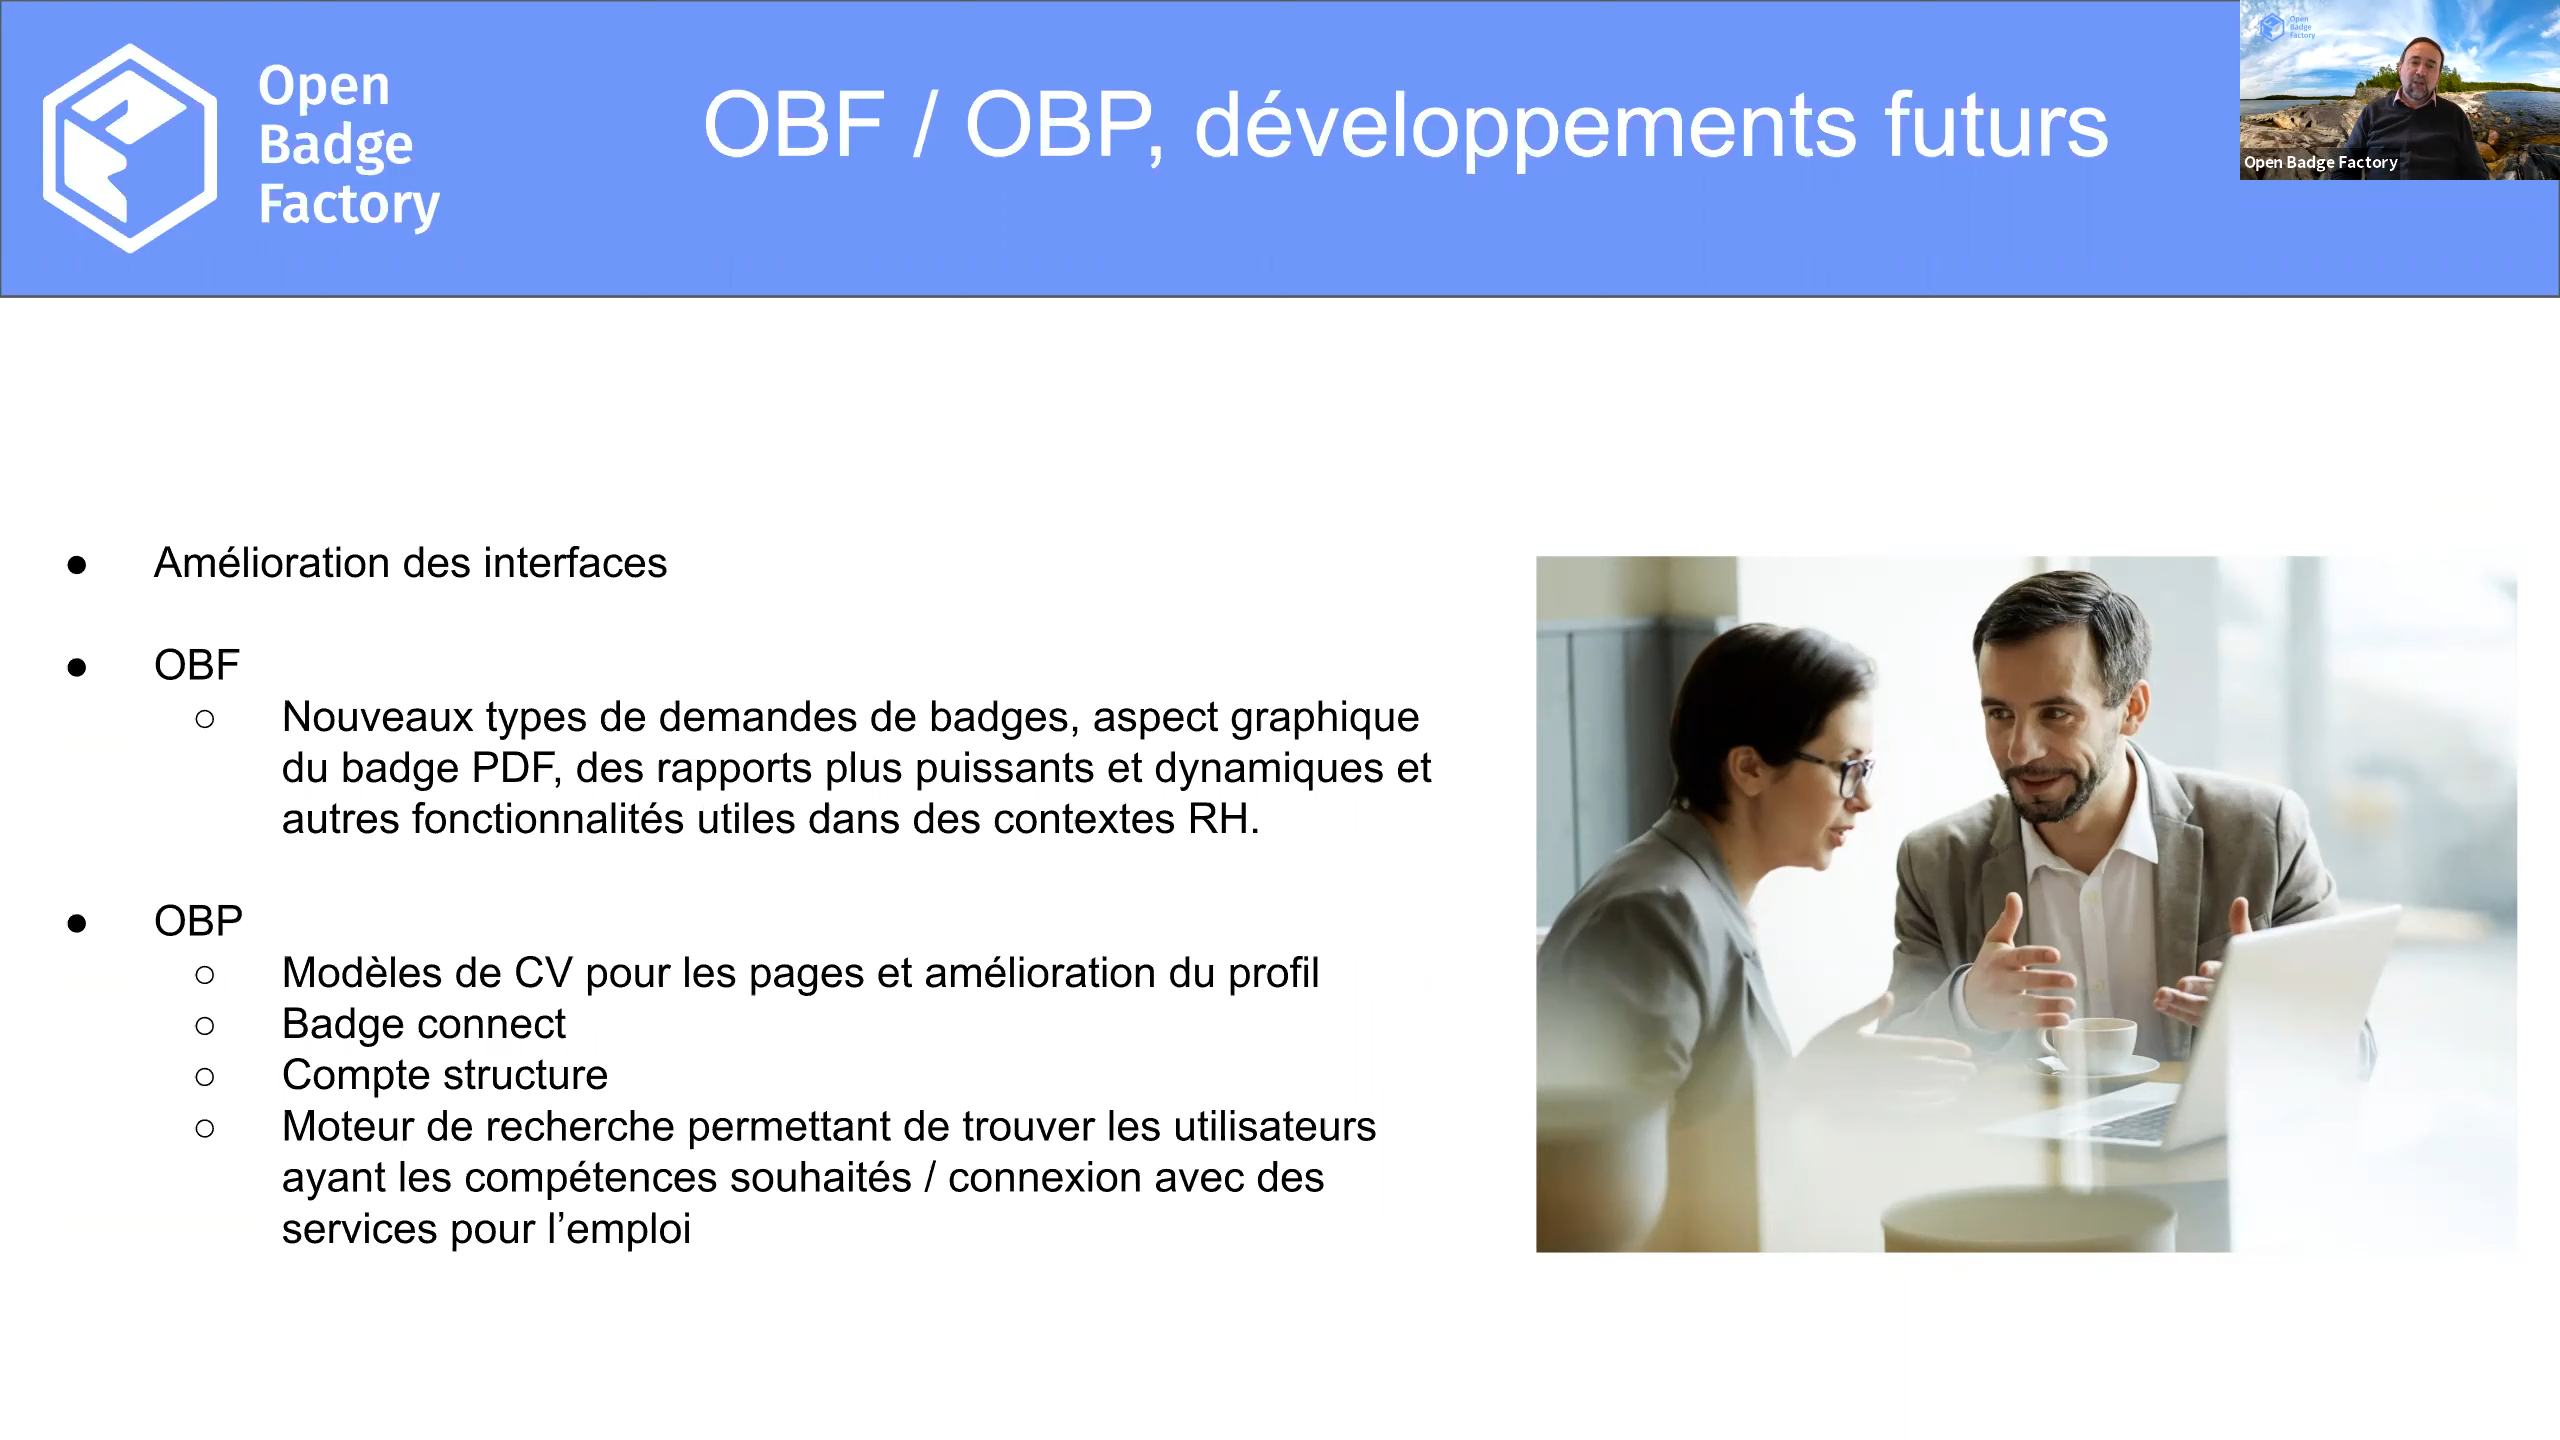 Open
Badge
Factory
OBF / OBP, développements futurs
Open
Badge
Factory
Open Badge Factory
● Amélioration des interfaces
● OBF
○ Nouveaux types de demandes de badges, aspect graphique
du badge PDF, des rapports plus puissants et dynamiques et
autres fonctionnalités utiles dans des contextes RH.
● OBP
○ Modèles de CV pour les pages et amélioration du profil
○ Badge connect
○ Compte structure
○ Moteur de recherche permettant de trouver les utilisateurs
ayant les compétences souhaités / connexion avec des
services pour l’emploi